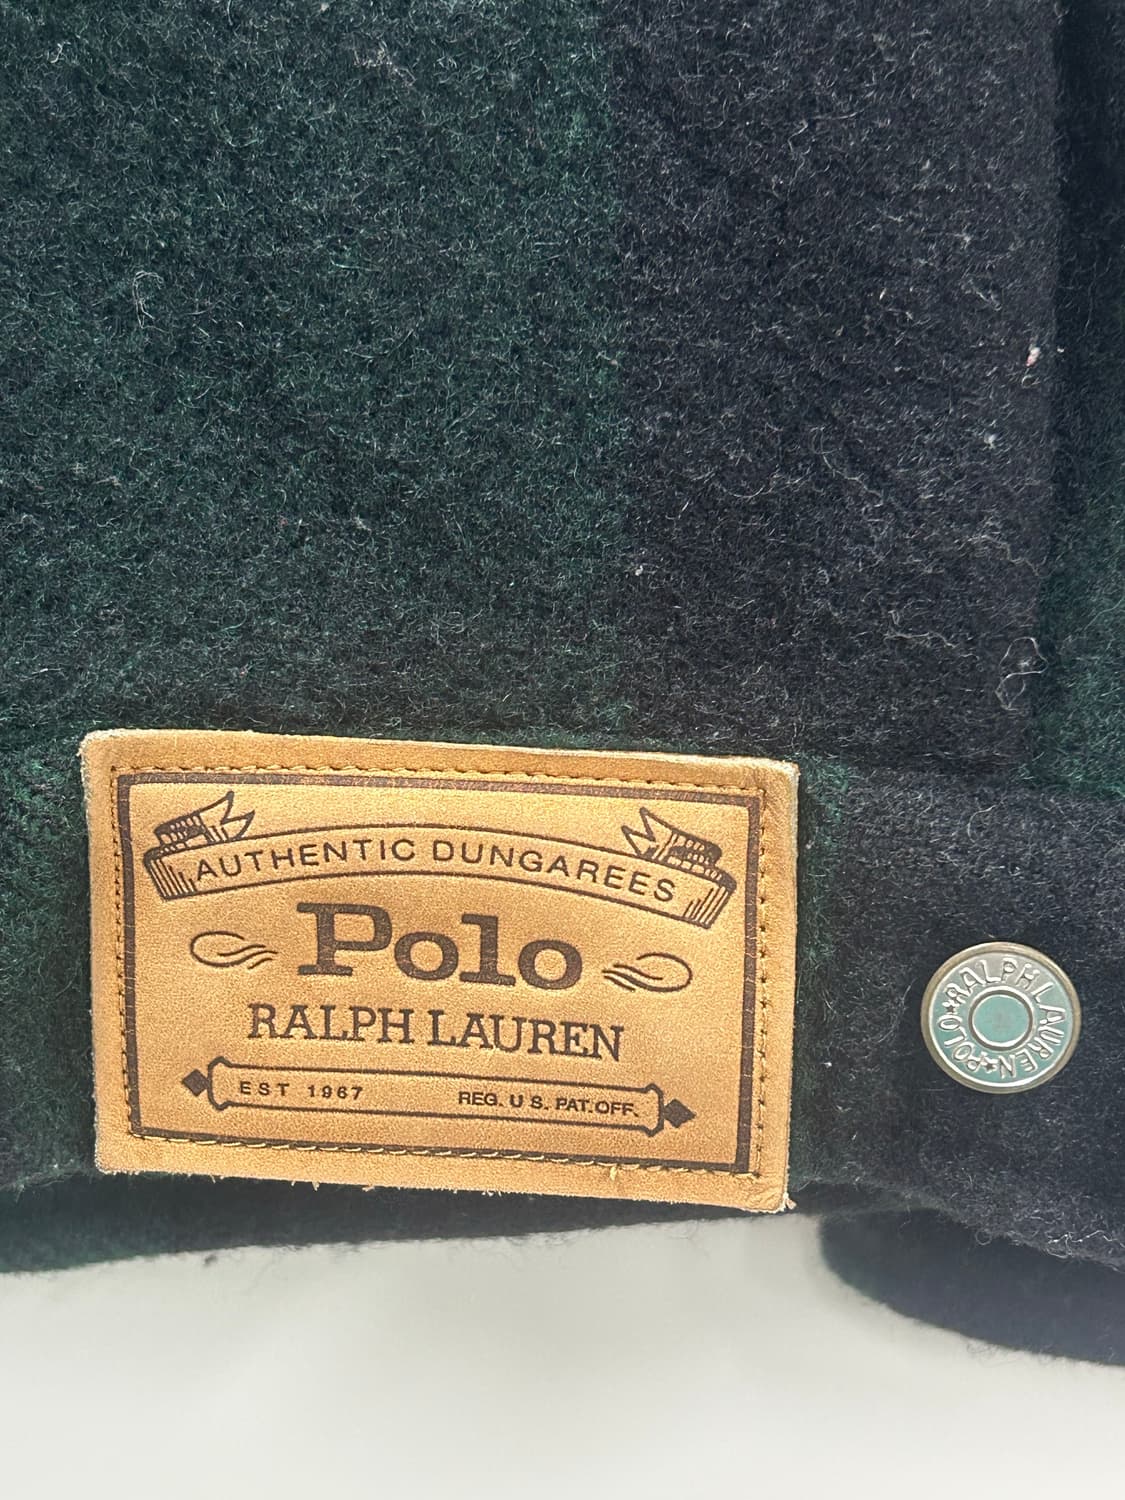 AUTHENTIC DUNGAREES
Polo
RALPH LAUREN
EST 1967 REG. U S. PAT. OFF.
RALPH LAUREN POLO